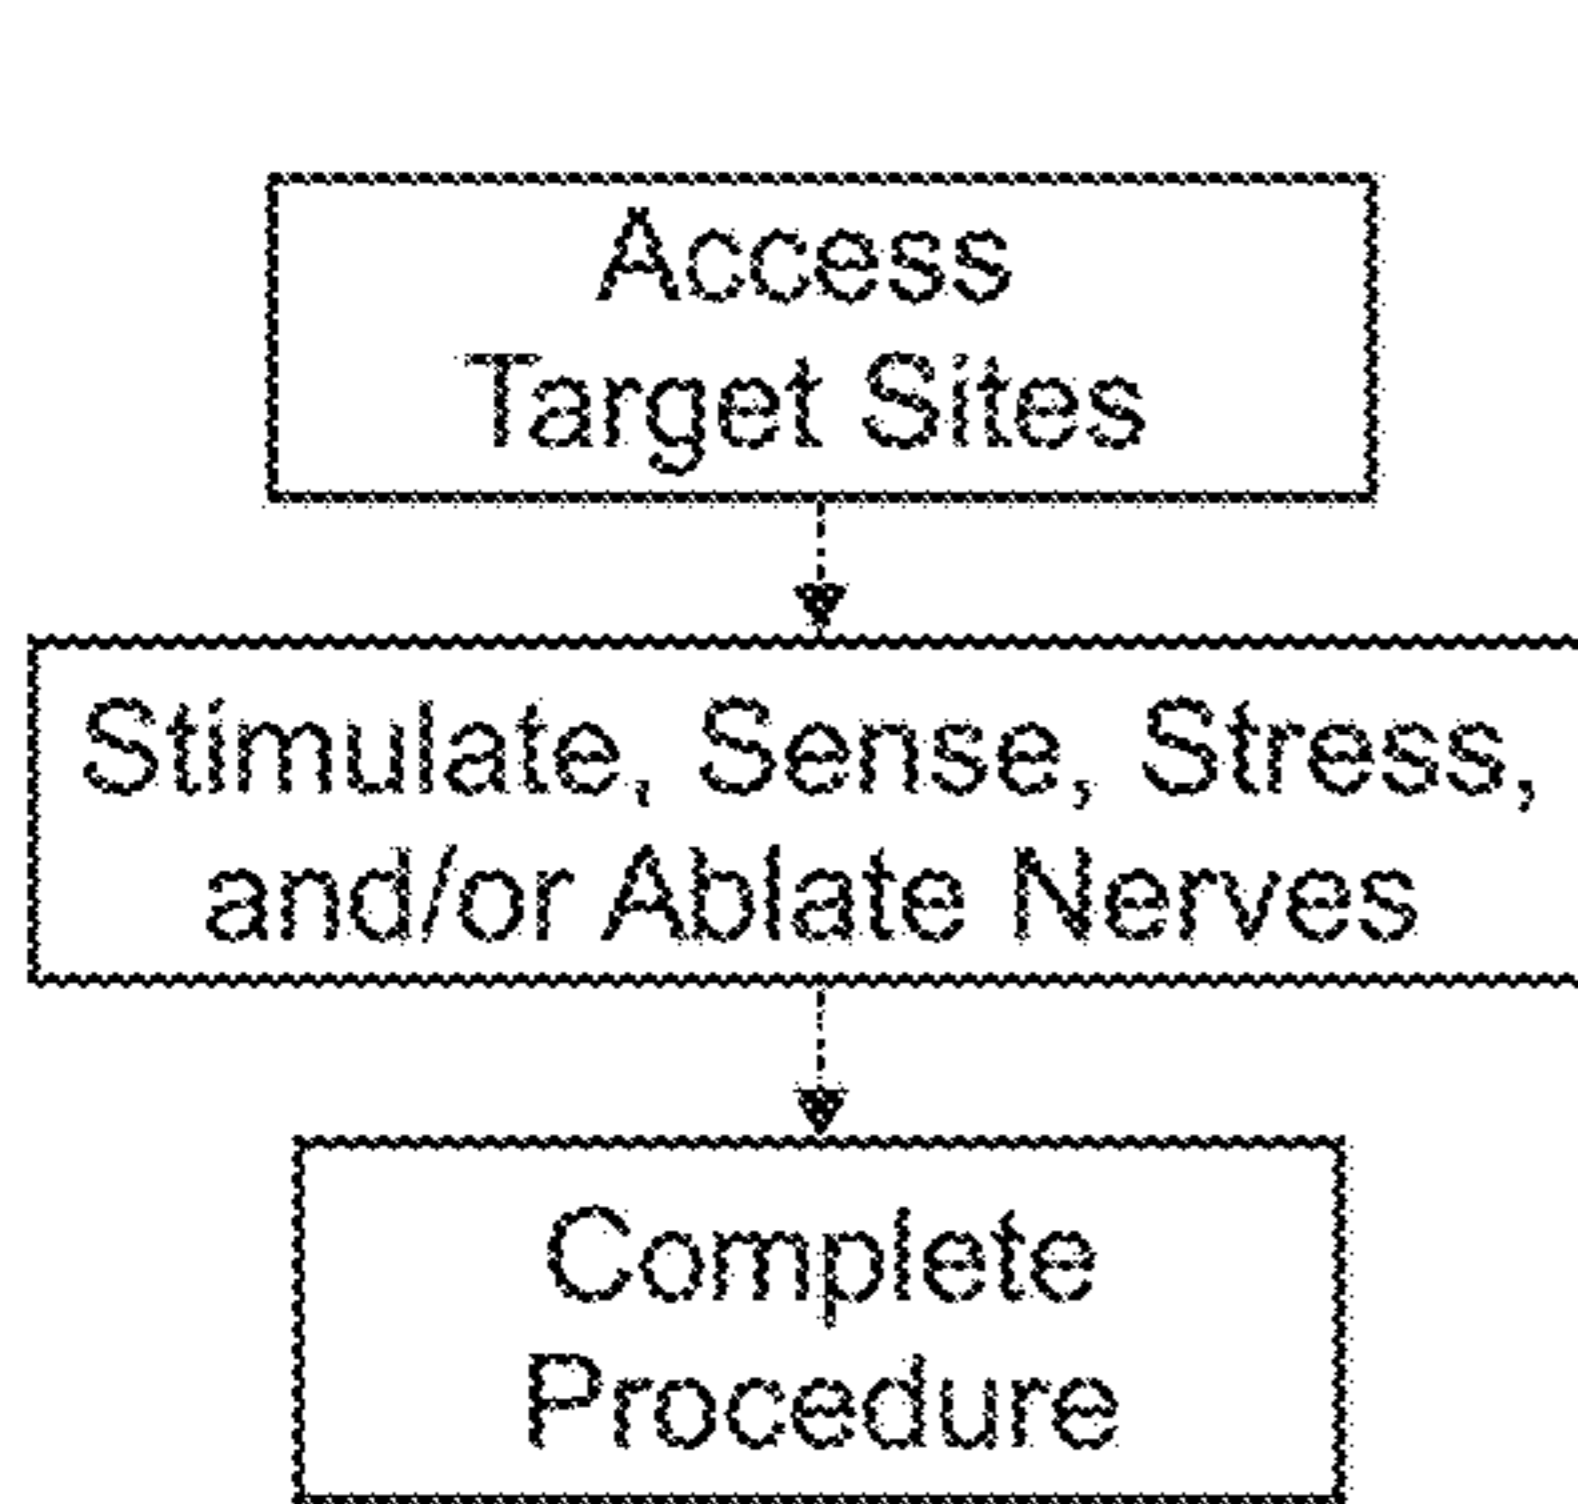 Access
Target Sites
Stimulate, Sense, Stress,
and/or Ablate Nerves
Complete
Procedure